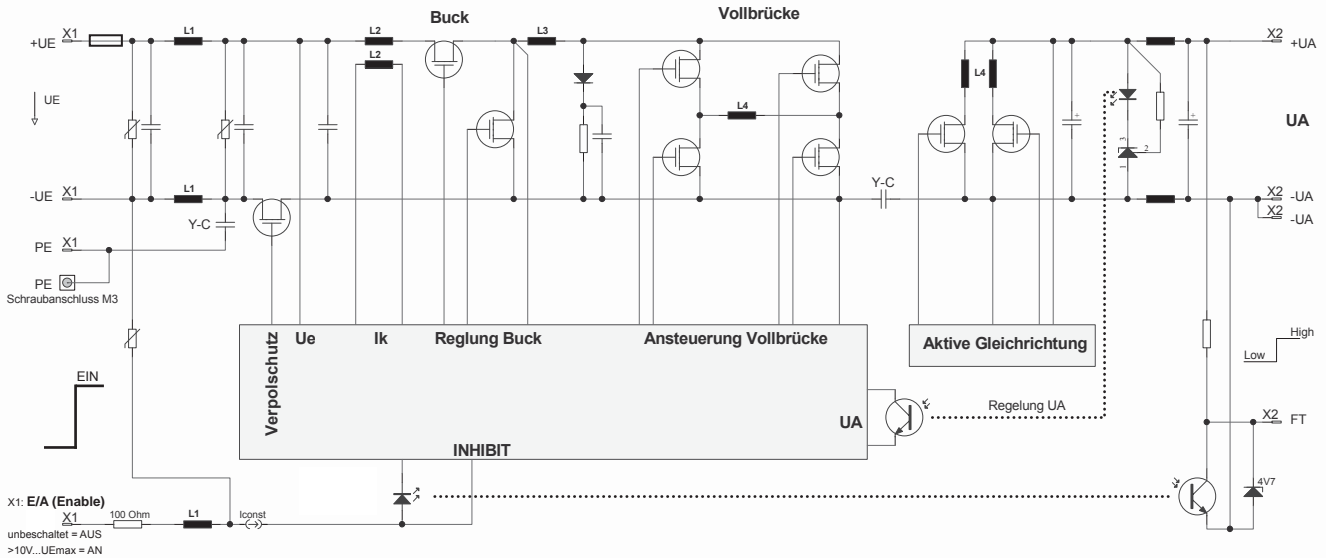 Buck
Vollbrücke
+UE X1
L1
L2
L2
L3
L4
L4
X2 +UA
UE
UA
1
2
3
-UE X1
L1
Y-C
Y-C
X2 -UA
X2 -UA
PE X1
PE
Schraubanschluss M3
Verpolschutz
Ue
Ik
Reglung Buck
Ansteuerung Vollbrücke
Aktive Gleichrichtung
High
Low
EIN
UA
Regelung UA
X2 FT
INHIBIT
4V7
X1: E/A (Enable)
X1
100 Ohm
L1
Iconst
unbeschaltet = AUS
>10V...UEmax = AN